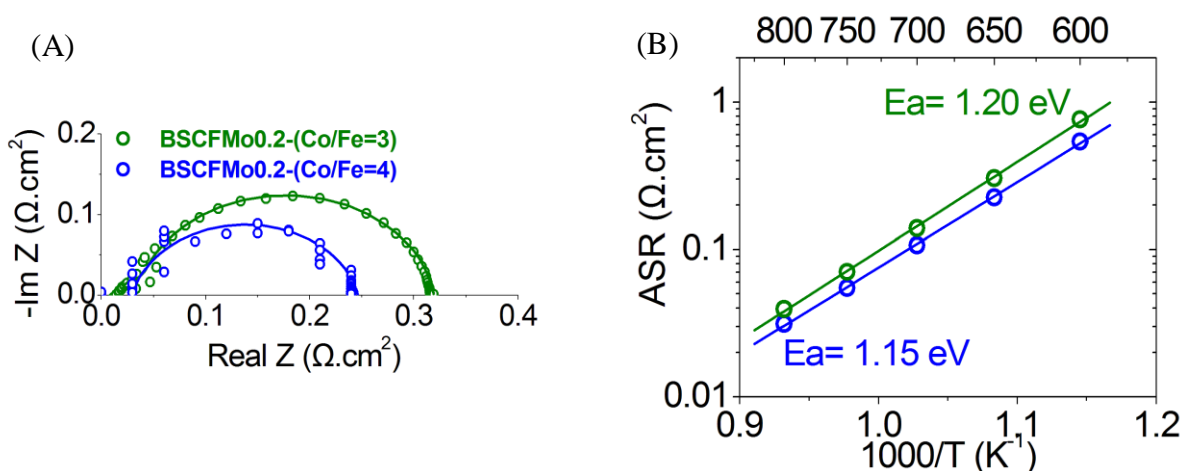 (A)
0.2
0.1
0.0
-Im Z (Ω.cm²)
BSCFMo0.2-(Co/Fe=3)
BSCFMo0.2-(Co/Fe=4)
0.0 0.1 0.2 0.3 0.4
Real Z (Ω.cm²)
(B)
800 750 700 650 600
1
0.1
0.01
ASR (Ω.cm²)
Ea= 1.20 eV
Ea= 1.15 eV
0.9 1.0 1.1 1.2
1000/T (K⁻¹)